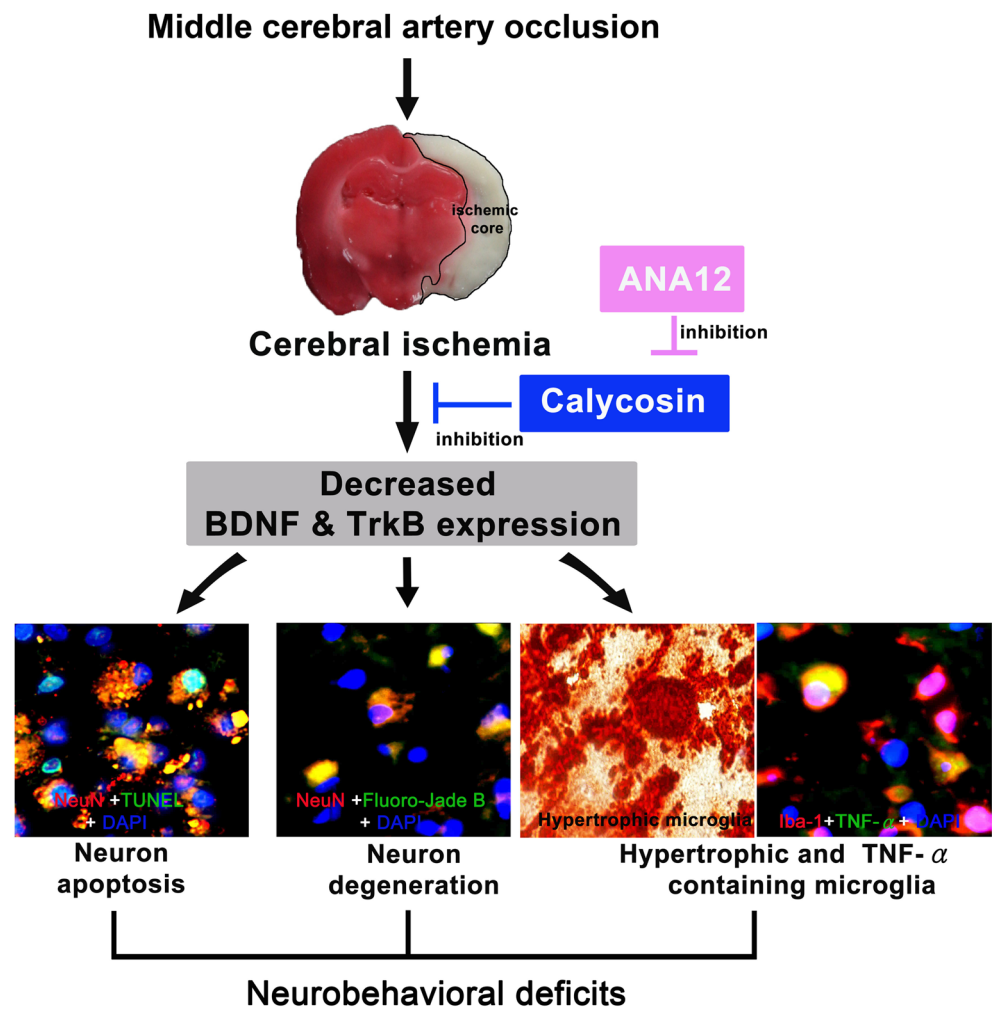 Middle cerebral artery occlusion
ischemic
core
ANA12
inhibition
Cerebral ischemia
Calycosin
inhibition
Decreased
BDNF & TrkB expression
NeuN +TUNEL
+ DAPI
NeuN +Fluoro-Jade B
+ DAPI
Hypertrophic microglia
Iba-1+TNF-α+ DAPI
Neuron
apoptosis
Neuron
degeneration
Hypertrophic and TNF-α
containing microglia
Neurobehavioral deficits